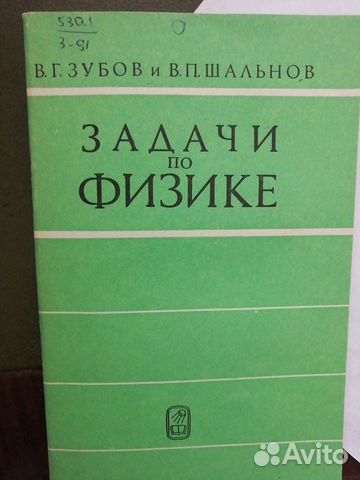 530.1
З-91
В.Г. ЗУБОВ и В.П. ШАЛЬНОВ
ЗАДАЧИ
ПО
ФИЗИКЕ
Avito